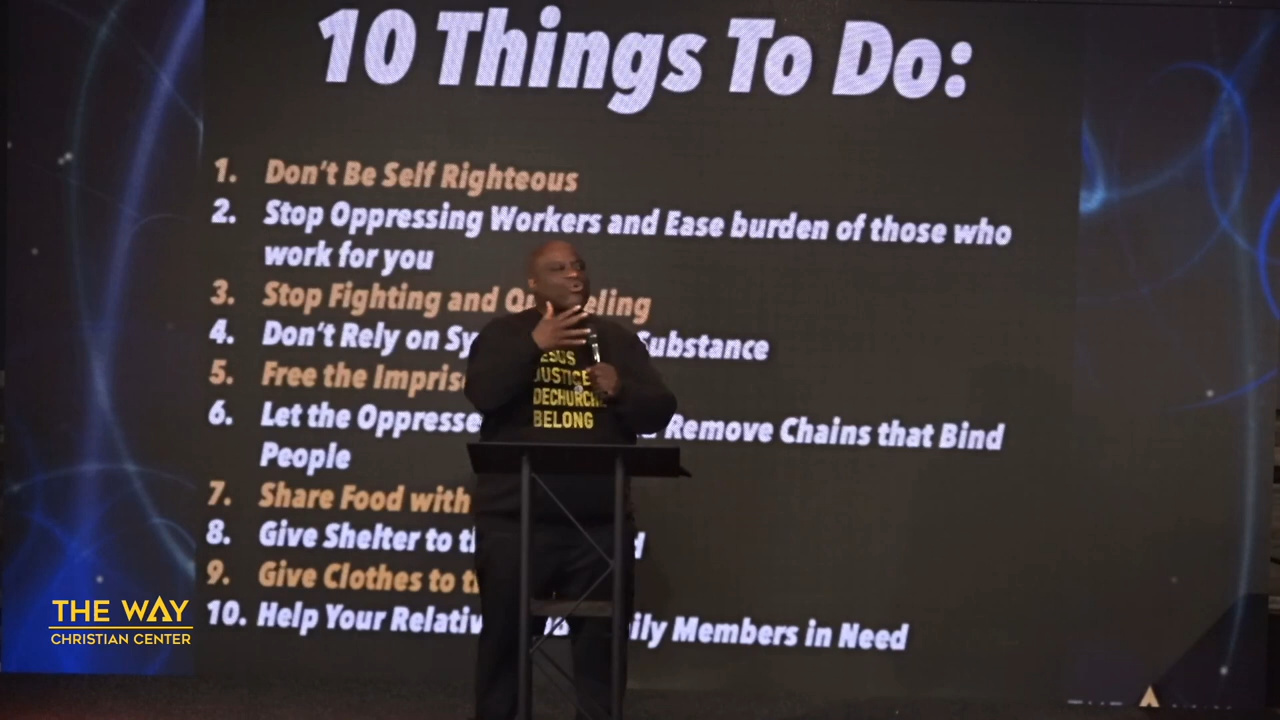 10 Things To Do:
1. Don't Be Self Righteous
2. Stop Oppressing Workers and Ease burden of those who
work for you
3. Stop Fighting and
4. Don't Rely on Substance
5. Free the
6. Let the Remove Chains that Bind
People
7. Share Food with
8. Give Shelter to
9. Give Clothes to
10. Help Your Members in Need
JUSTICE
BELONG
THE WAY
CHRISTIAN CENTER